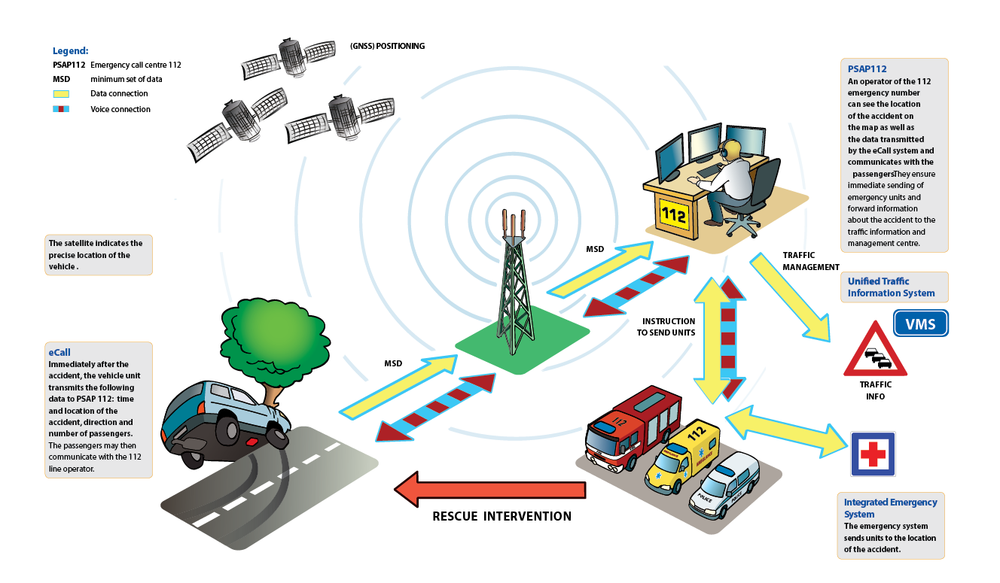 (GNSS) POSITIONING
Legend:
PSAP112 Emergency call centre 112
MSD minimum set of data
Data connection
Voice connection
PSAP112
An operator of the 112
emergency number
can see the location
of the accident on
the map as well as
the data transmitted
by the eCall system and
communicates with the
passengersThey ensure
immediate sending of
emergency units and
forward information
about the accident to the
traffic information and
management centre.
112
The satellite indicates the
precise location of the
vehicle .
MSD
TRAFFIC
MANAGEMENT
Unified Traffic
Information System
VMS
INSTRUCTION
TO SEND UNITS
TRAFFIC
INFO
eCall
Immediately after the
accident, the vehicle unit
transmits the following
data to PSAP 112: time
and location of the
accident, direction and
number of passengers.
The passengers may then
communicate with the 112
line operator.
MSD
112
112
AMBULANCE
AMBULANCE
POLICE
POLICE
RESCUE INTERVENTION
Integrated Emergency
System
The emergency system
sends units to the location
of the accident.